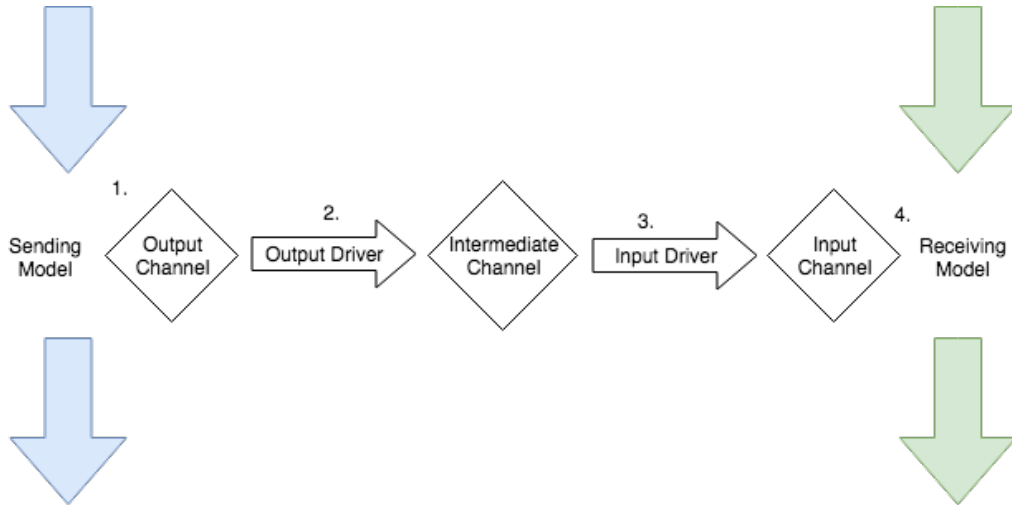 1.
2.
3.
4.
Sending
Model
Output
Channel
Output Driver
Intermediate
Channel
Input Driver
Input
Channel
Receiving
Model